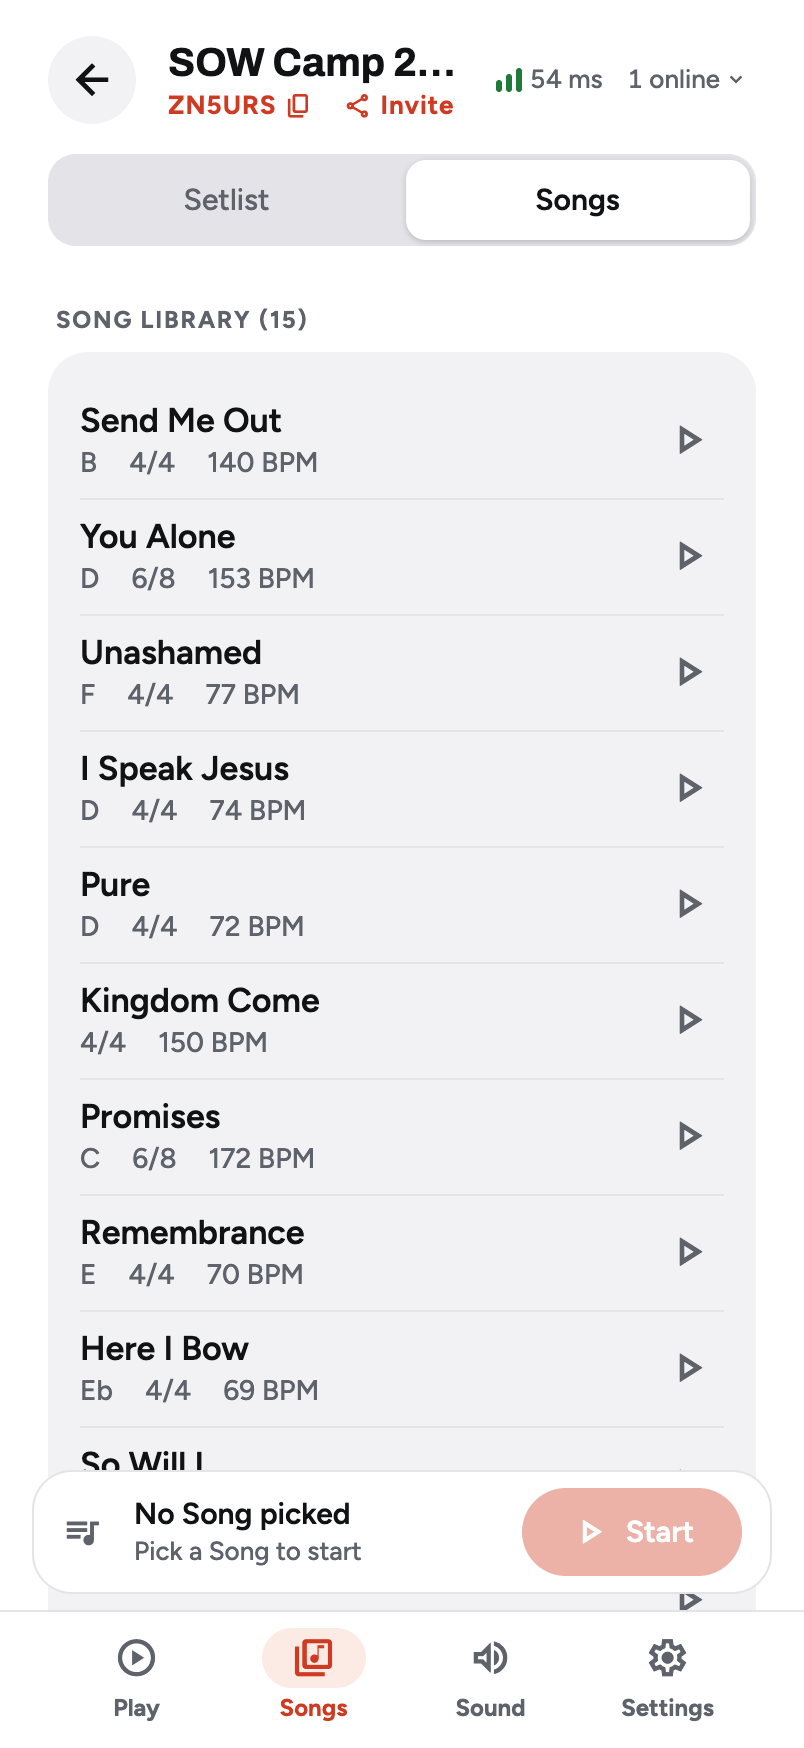 SOW Camp 2...
54 ms
1 online
ZN5URS
Invite
Setlist
Songs
SONG LIBRARY (15)
Send Me Out
B 4/4 140 BPM
You Alone
D 6/8 153 BPM
Unashamed
F 4/4 77 BPM
I Speak Jesus
D 4/4 74 BPM
Pure
D 4/4 72 BPM
Kingdom Come
4/4 150 BPM
Promises
C 6/8 172 BPM
Remembrance
E 4/4 70 BPM
Here I Bow
Eb 4/4 69 BPM
So Will I
No Song picked
Pick a Song to start
Start
Play
Songs
Sound
Settings